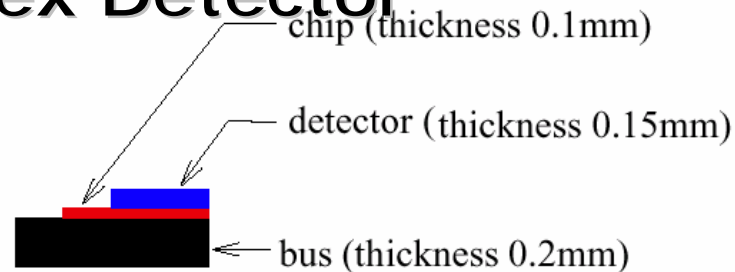 ex Detector
chip (thickness 0.1mm)
detector (thickness 0.15mm)
bus (thickness 0.2mm)